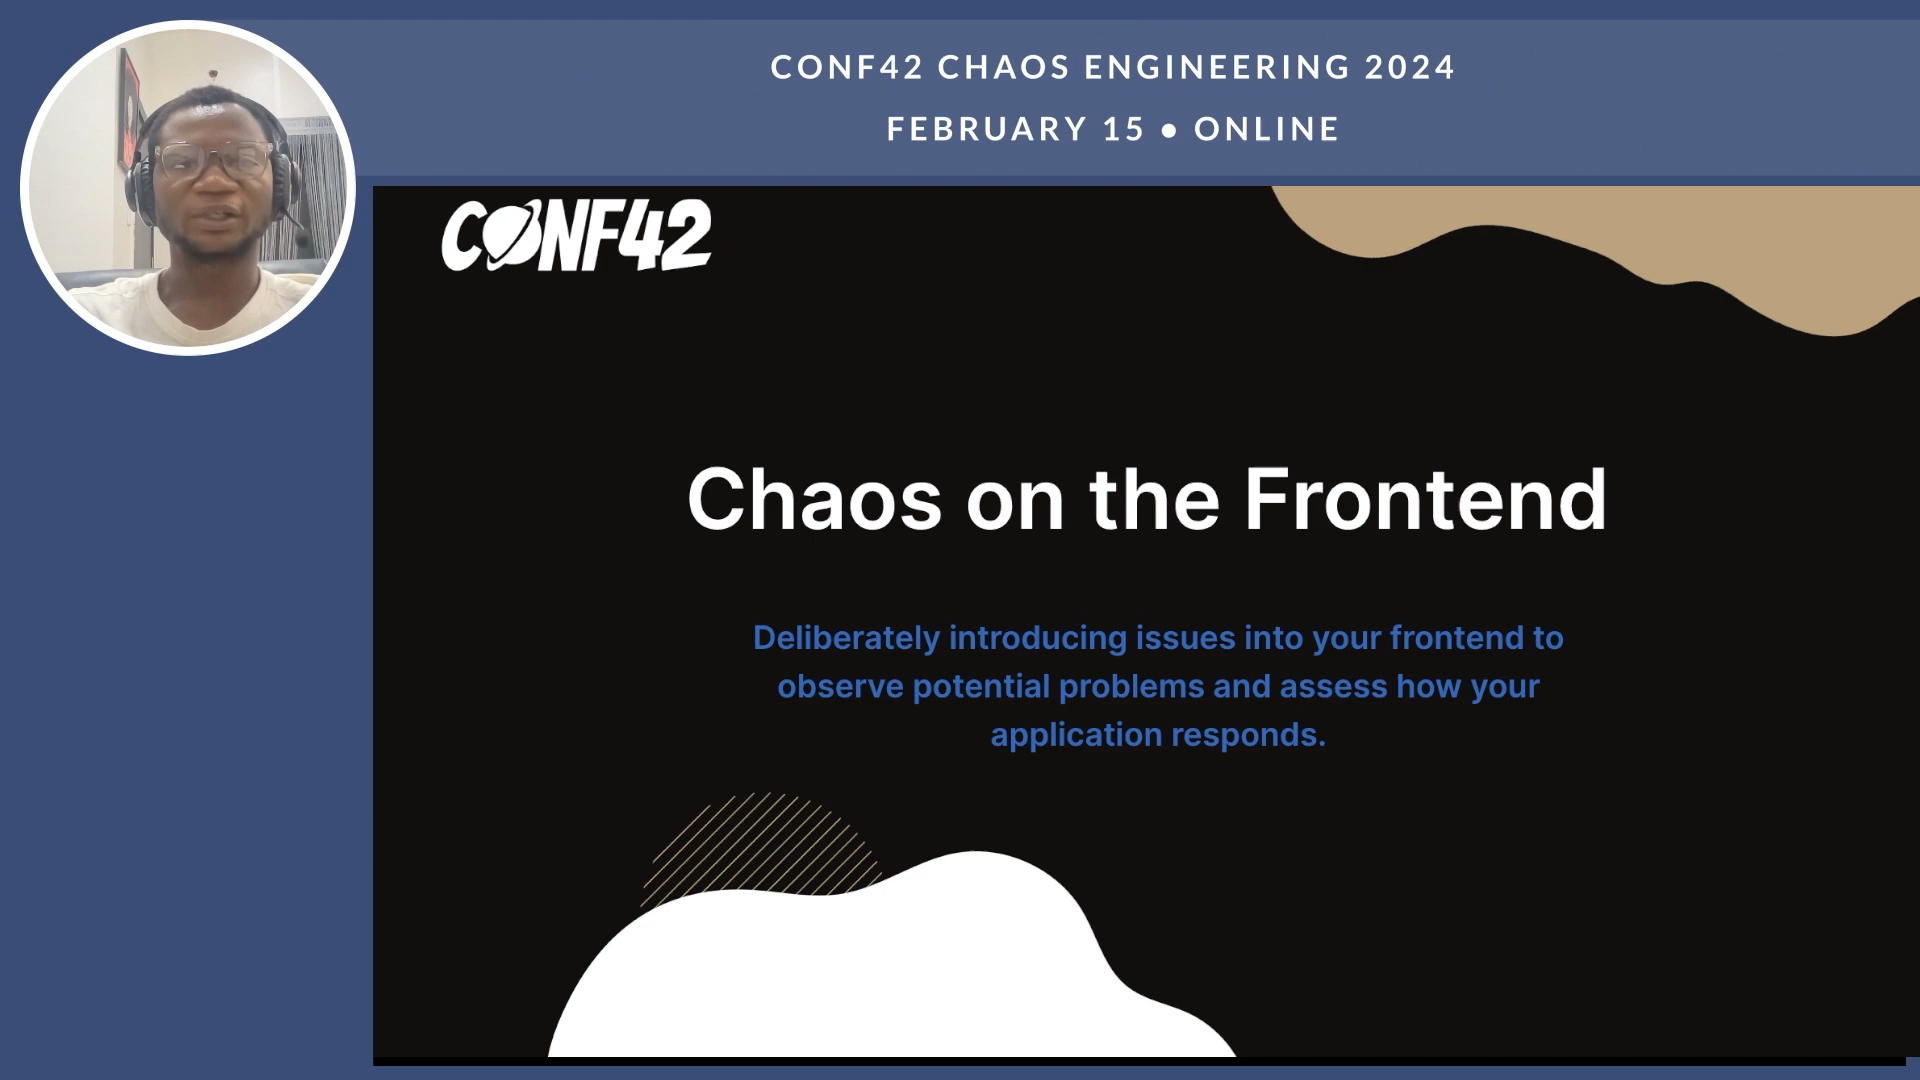 CONF42 CHAOS ENGINEERING 2024
FEBRUARY 15 ● ONLINE
CONF42
Chaos on the Frontend
Deliberately introducing issues into your frontend to
observe potential problems and assess how your
application responds.